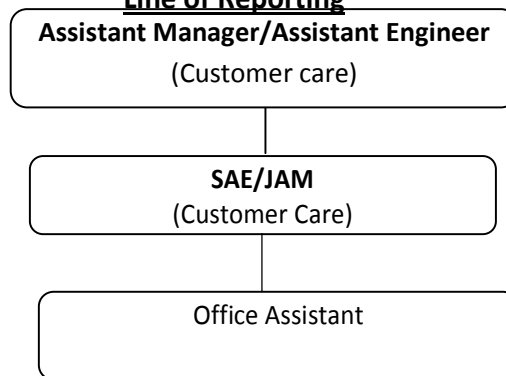 Line of Reporting
Assistant Manager/Assistant Engineer
(Customer care)
SAE/JAM
(Customer Care)
Office Assistant